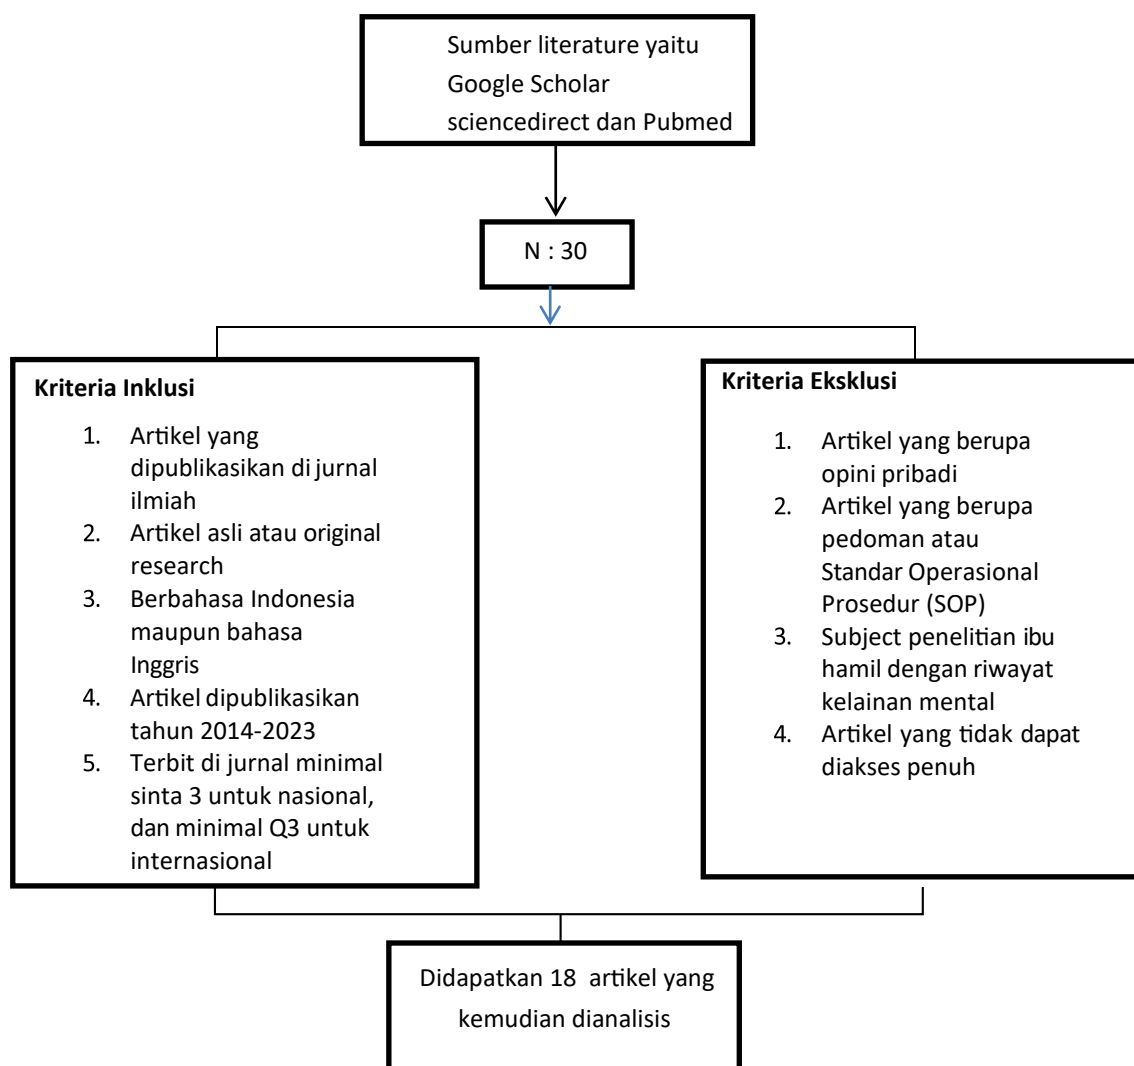 Sumber literature yaitu
Google Scholar
sciencedirect dan Pubmed
N : 30
Kriteria Inklusi
1. Artikel yang
dipublikasikan di jurnal
ilmiah
2. Artikel asli atau original
research
3. Berbahasa Indonesia
maupun bahasa
Inggris
4. Artikel dipublikasikan
tahun 2014-2023
5. Terbit di jurnal minimal
sinta 3 untuk nasional,
dan minimal Q3 untuk
internasional
Kriteria Eksklusi
1. Artikel yang berupa
opini pribadi
2. Artikel yang berupa
pedoman atau
Standar Operasional
Prosedur (SOP)
3. Subject penelitian ibu
hamil dengan riwayat
kelainan mental
4. Artikel yang tidak dapat
diakses penuh
Didapatkan 18 artikel yang
kemudian dianalisis